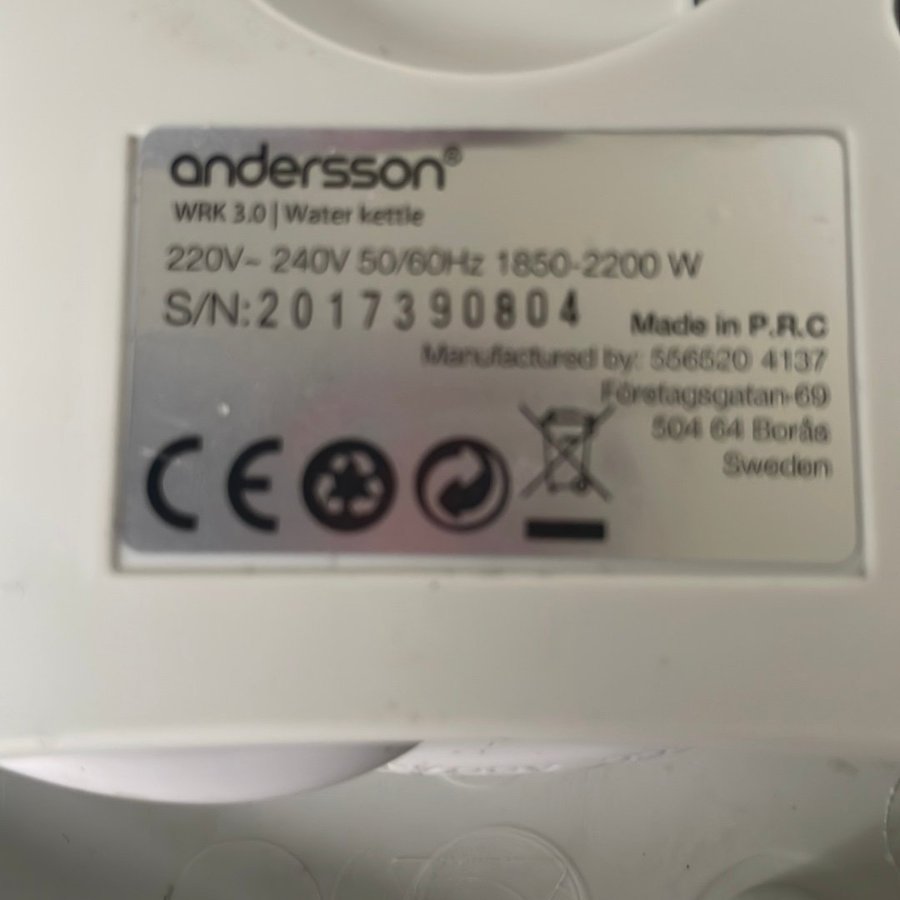 andersson®
WRK 3.0 | Water kettle
220V~ 240V 50/60Hz 1850-2200 W
S/N: 2017390804
Made in P.R.C
Manufactured by: 556520 4137
Företagsgatan 69
504 64 Borås
Sweden
CE